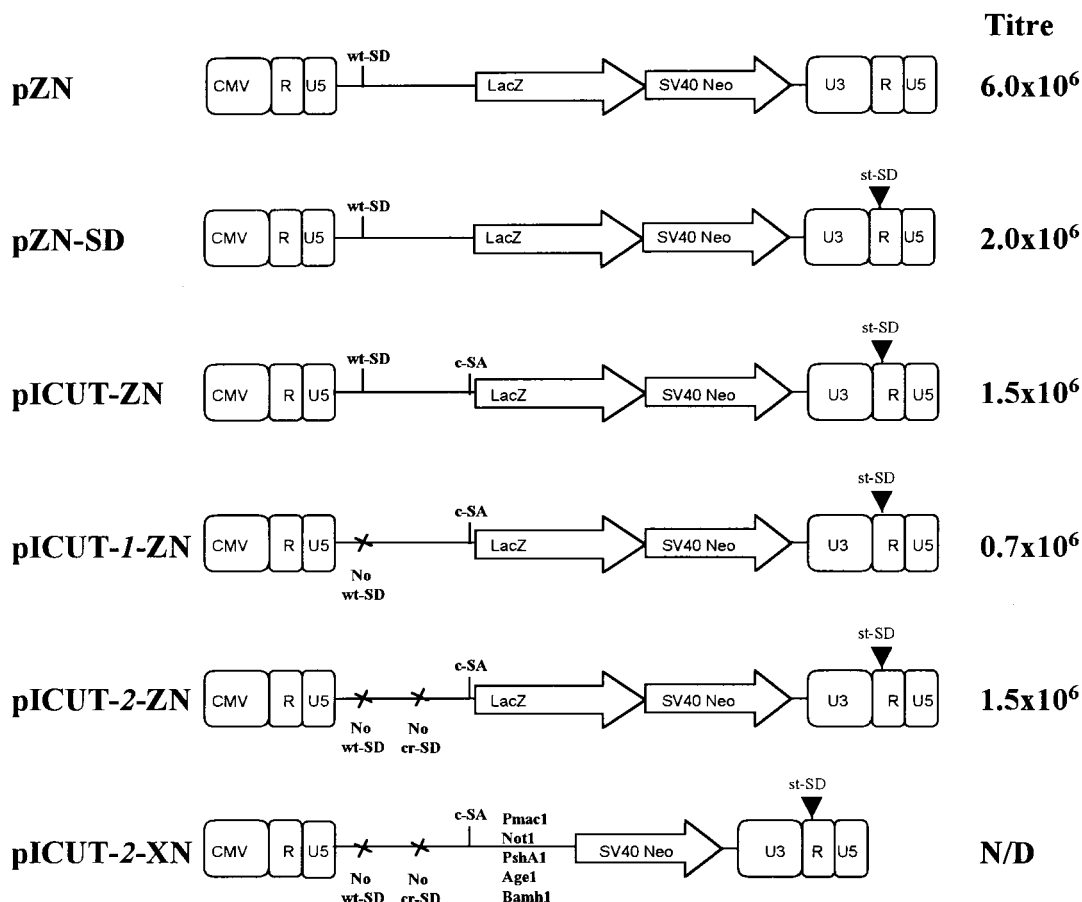 Titre
wt-SD
pZN CMV R U5 LacZ SV40 Neo U3 R U5 6.0x10⁶
st-SD
wt-SD
pZN-SD CMV R U5 LacZ SV40 Neo U3 R U5 2.0x10⁶
st-SD
wt-SD c-SA
pICUT-ZN CMV R U5 LacZ SV40 Neo U3 R U5 1.5x10⁶
st-SD
c-SA
pICUT-1-ZN CMV R U5 LacZ SV40 Neo U3 R U5 0.7x10⁶
No
wt-SD
st-SD
c-SA
pICUT-2-ZN CMV R U5 LacZ SV40 Neo U3 R U5 1.5x10⁶
No No
wt-SD cr-SD
st-SD
c-SA Pmac1
Not1
pICUT-2-XN CMV R U5 PshA1 SV40 Neo U3 R U5 N/D
No No Age1
wt-SD cr-SD Bamh1